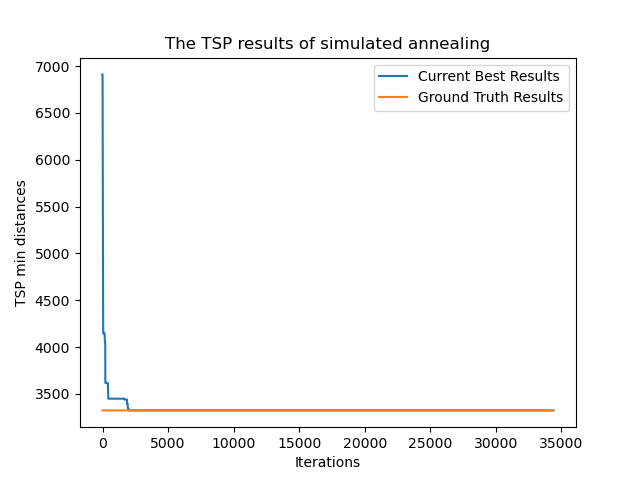 The TSP results of simulated annealing
Current Best Results
Ground Truth Results
TSP min distances
7000
6500
6000
5500
5000
4500
4000
3500
0 5000 10000 15000 20000 25000 30000 35000
Iterations